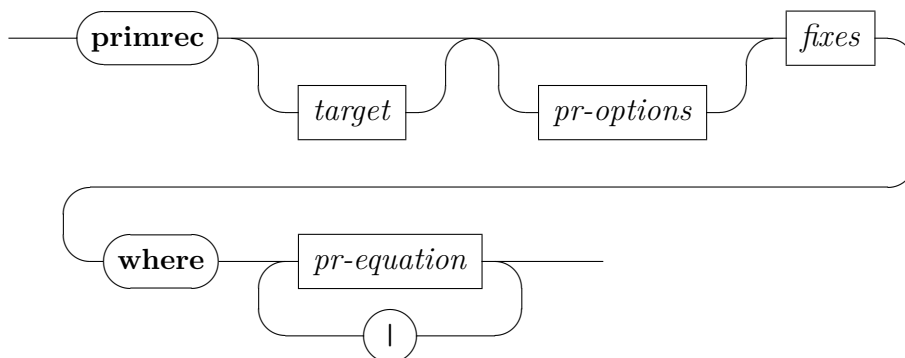 primrec fixes
target pr-options
where pr-equation
|